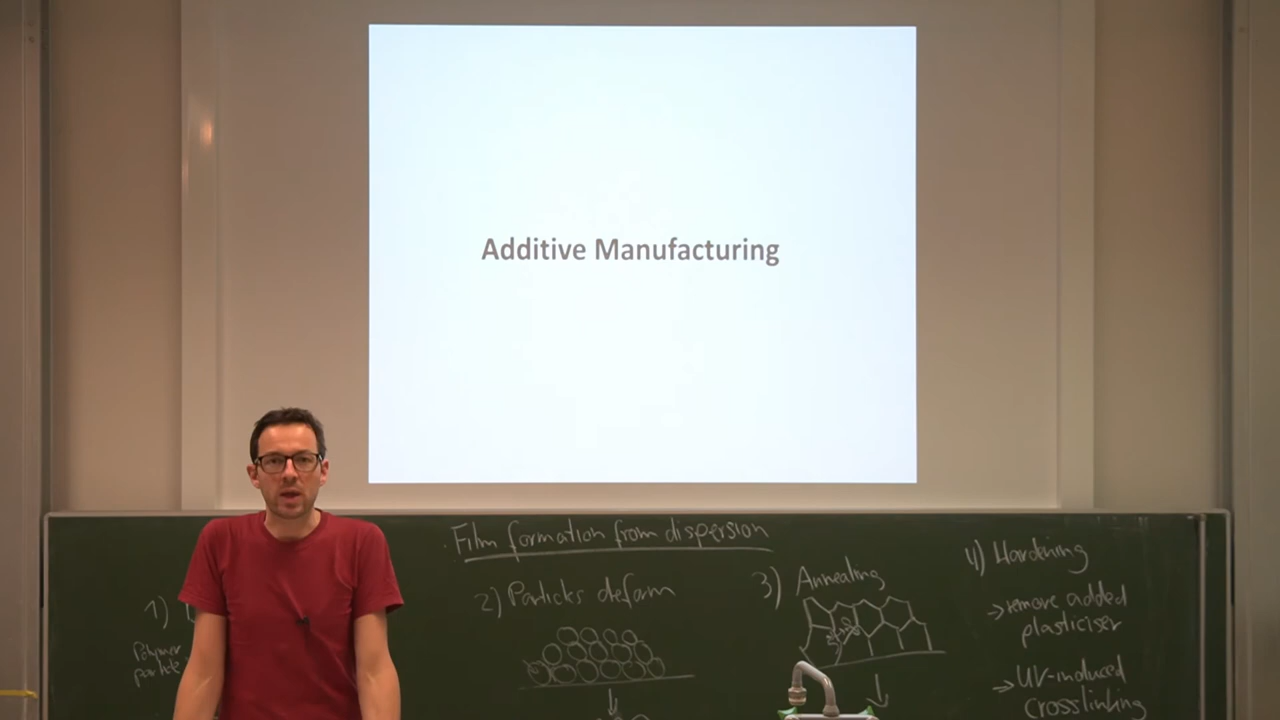 Additive Manufacturing
Film formation from dispersion
1)
Polymer
particle
2) Particles deform
3) Annealing
4) Hardening
→ remove added
plasticiser
→ UV-induced
crosslinking